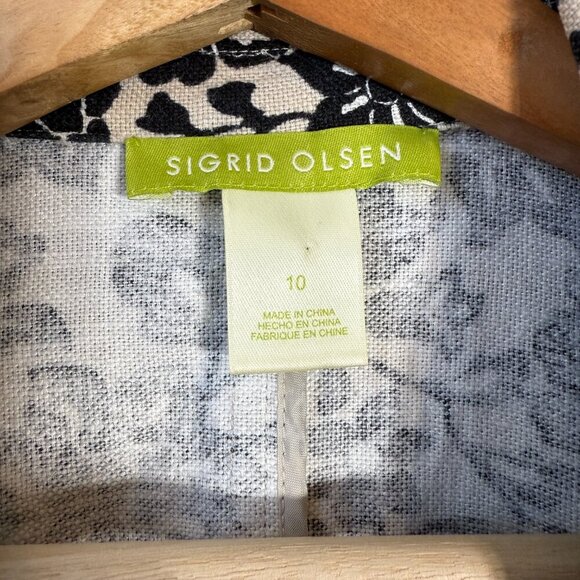 SIGRID OLSEN
10
MADE IN CHINA
HECHO EN CHINA
FABRIQUE EN CHINE